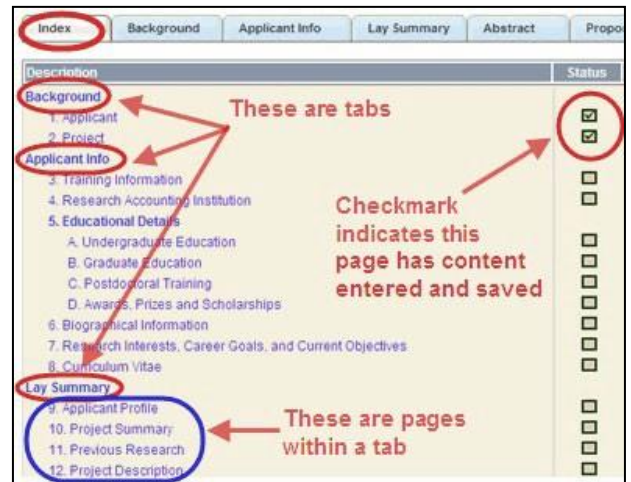 Index Background Applicant Info Lay Summary Abstract Propo
Description Status
Background
1. Applicant
2. Project
These are tabs
Applicant Info
3. Training Information
4. Research Accounting Institution
5. Educational Details
A. Undergraduate Education
B. Graduate Education
C. Postdoctoral Training
D. Awards, Prizes and Scholarships
6. Biographical Information
7. Research Interests, Career Goals, and Current Objectives
8. Curriculum Vitae
Checkmark
indicates this
page has content
entered and saved
Lay Summary
9. Applicant Profile
10. Project Summary
11. Previous Research
12. Project Description
These are pages
within a tab